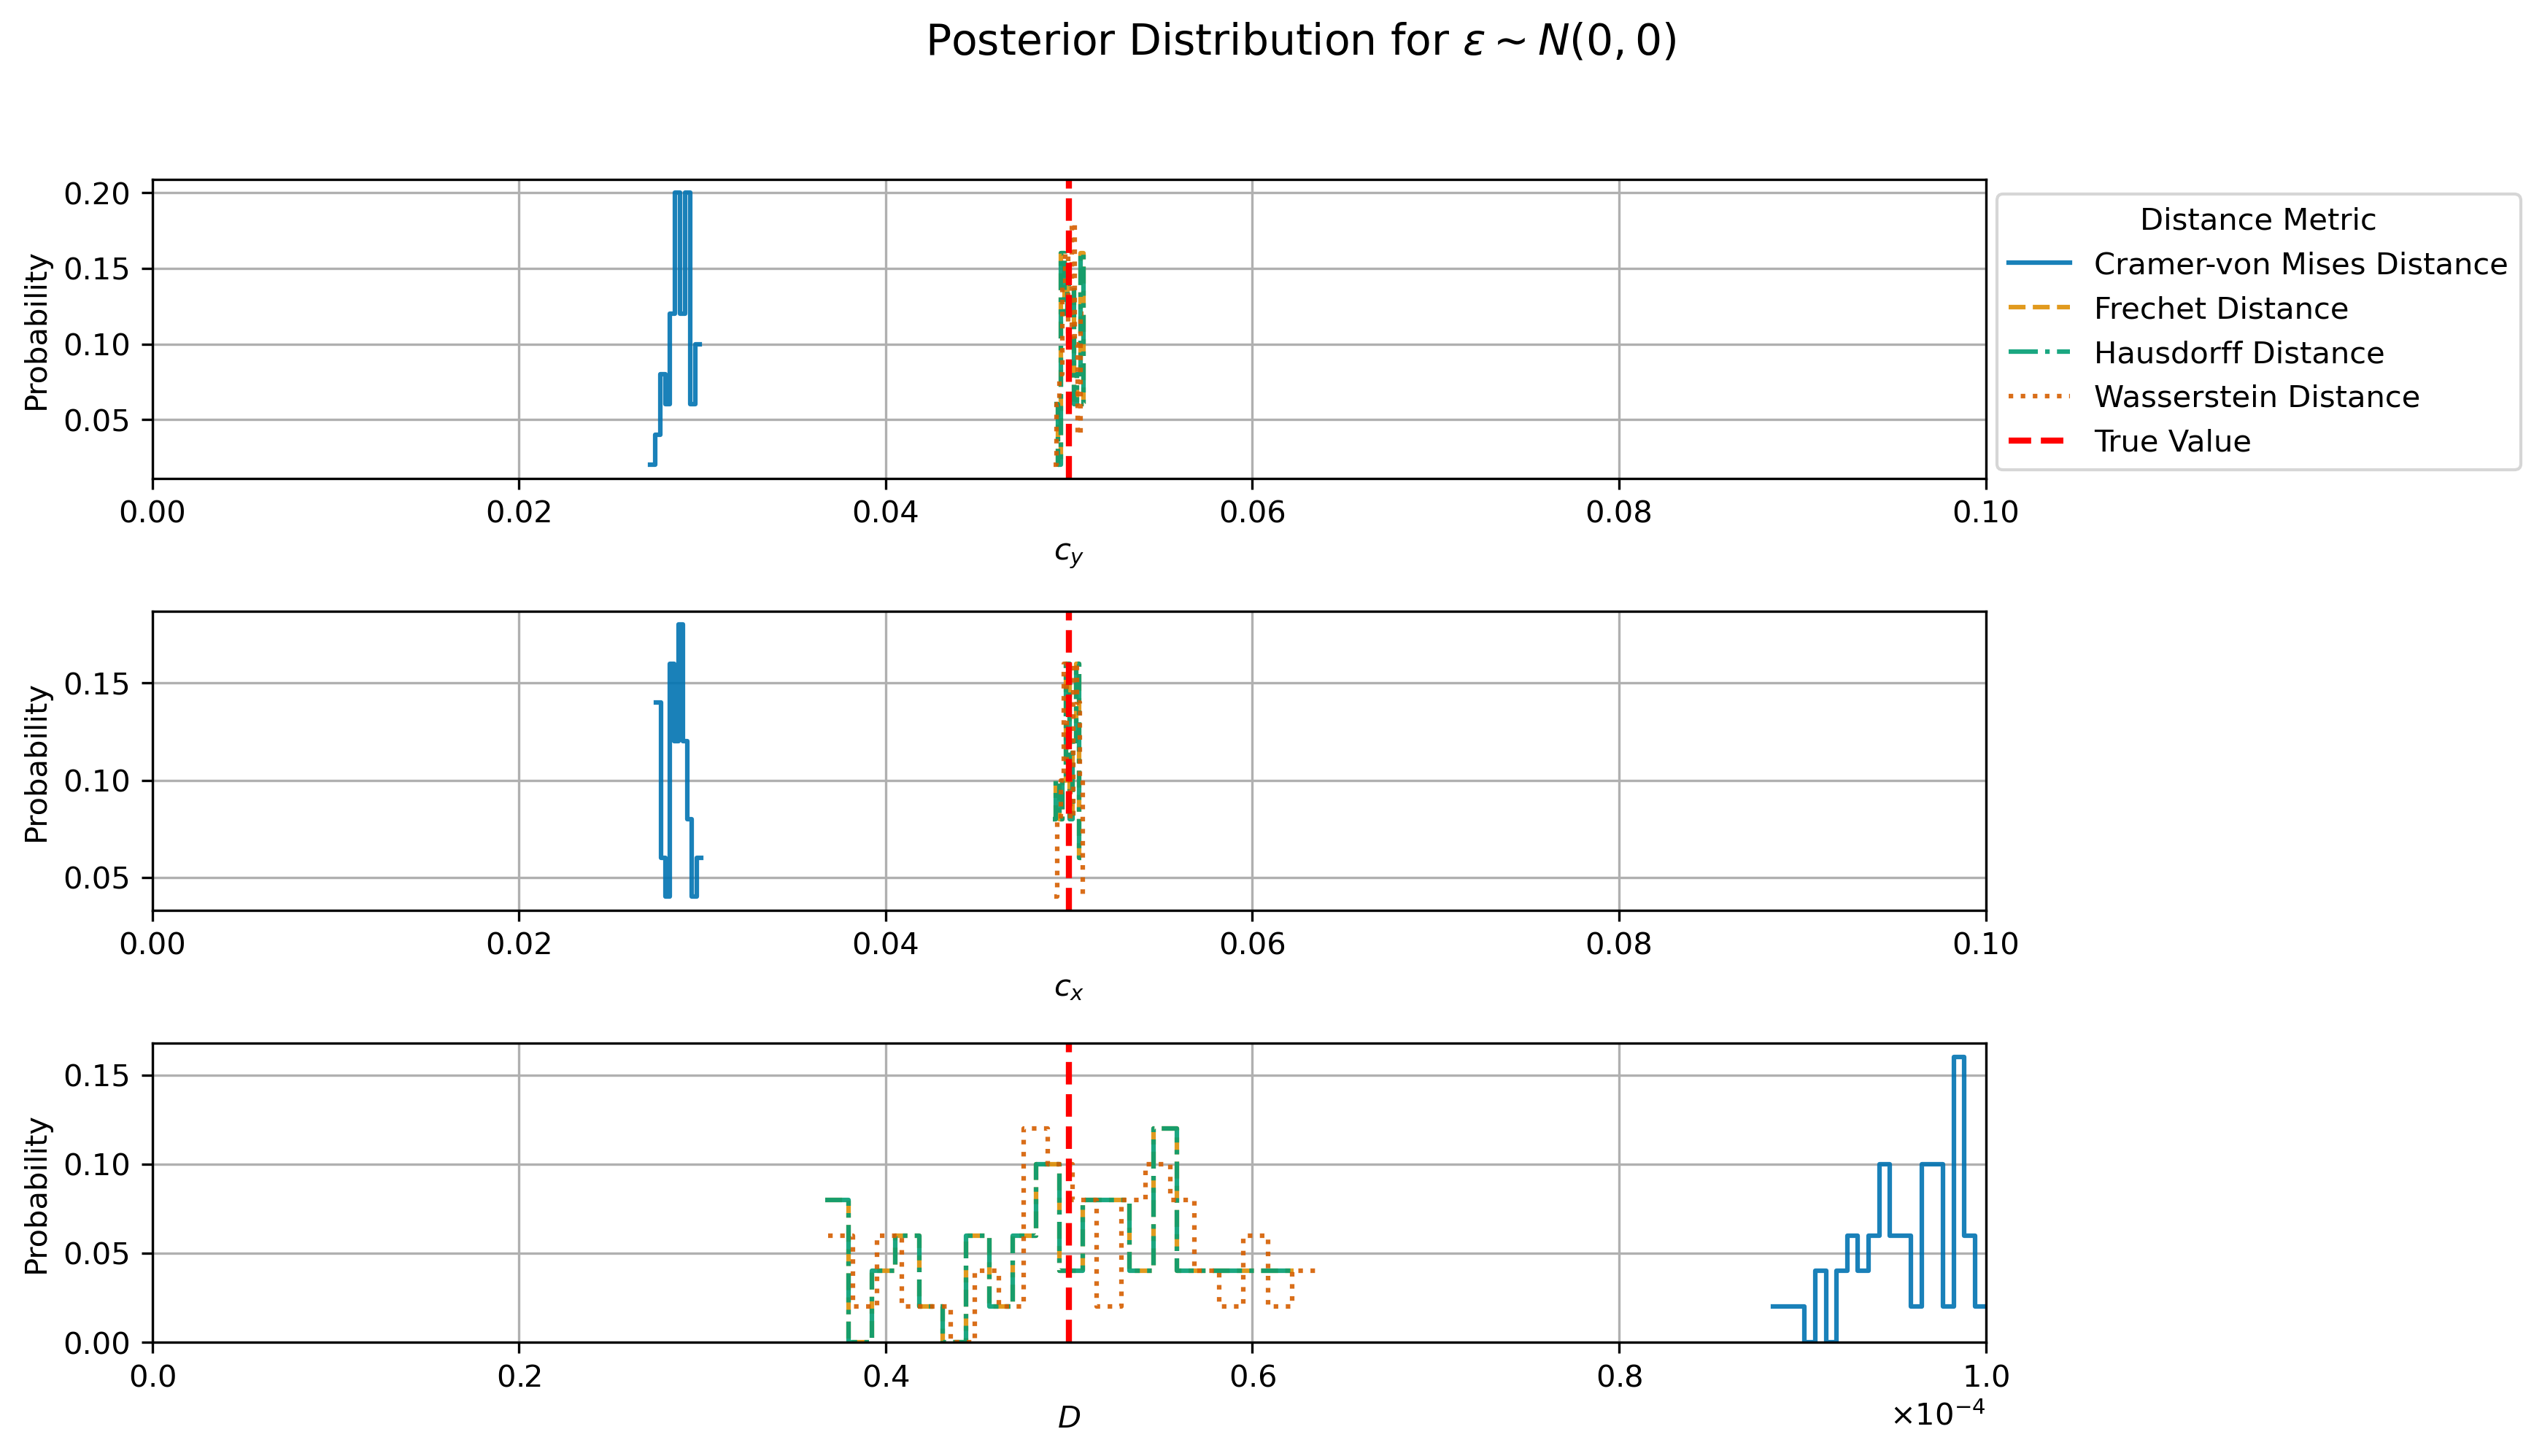 Posterior Distribution for ε ~ N(0, 0)
0.20
0.15
0.10
0.05
Probability
0.00 0.02 0.04 0.06 0.08 0.10
c_y
Distance Metric
Cramer-von Mises Distance
Frechet Distance
Hausdorff Distance
Wasserstein Distance
True Value
0.15
0.10
0.05
Probability
0.00 0.02 0.04 0.06 0.08 0.10
c_x
0.15
0.10
0.05
0.00
Probability
0.0 0.2 0.4 0.6 0.8 1.0
D
×10⁻⁴